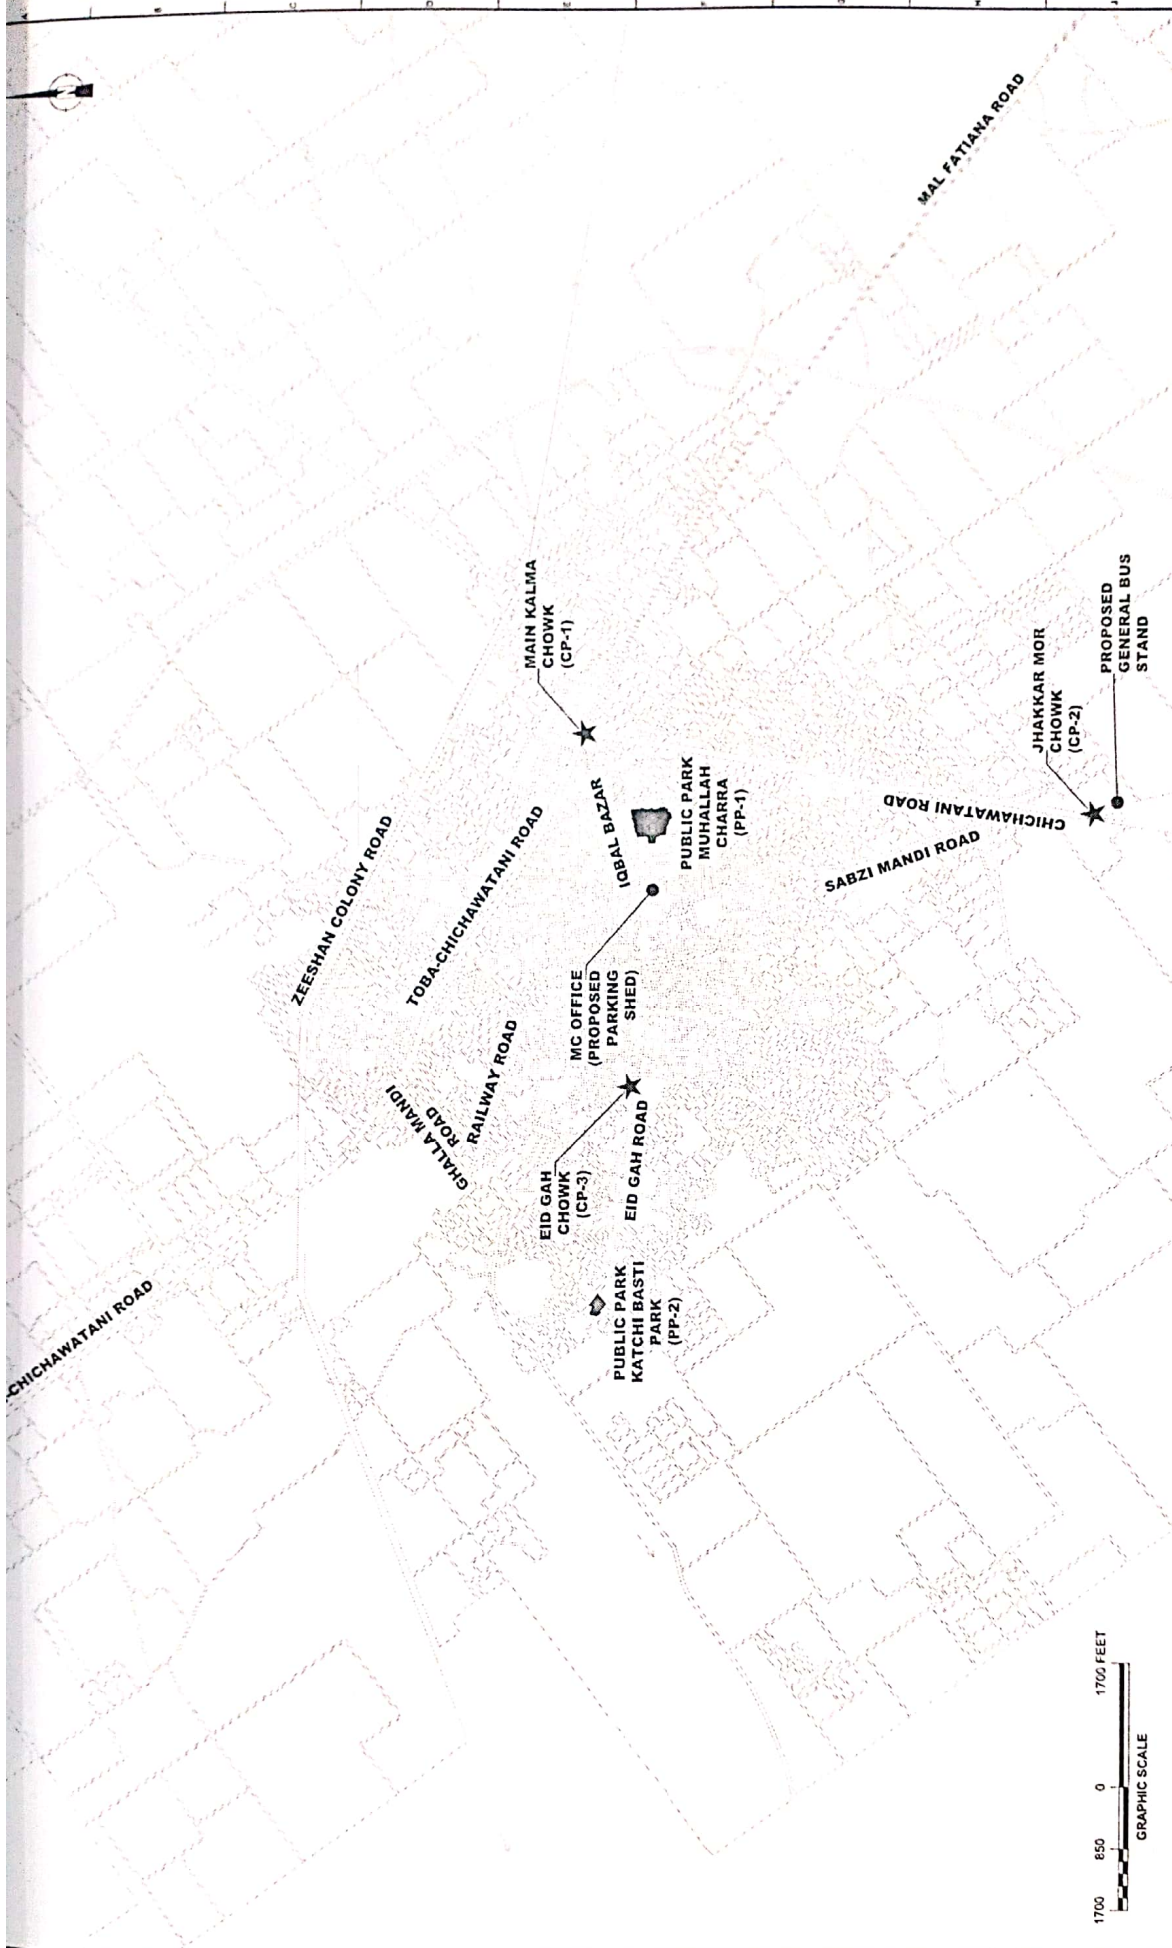 A
B
C
D
E
F
G
H
J
N
MAL FATIANA ROAD
-CHICHAWATANI ROAD
ZEESHAN COLONY ROAD
TOBA-CHICHAWATANI ROAD
GHALLA MANDI
ROAD
RAILWAY ROAD
MAIN KALMA
CHOWK
(CP-1)
IQBAL BAZAR
PUBLIC PARK
MUHALLAH
CHARRA
(PP-1)
MC OFFICE
(PROPOSED
PARKING
SHED)
EID GAH
CHOWK
(CP-3)
EID GAH ROAD
PUBLIC PARK
KATCHI BASTI
PARK
(PP-2)
SABZI MANDI ROAD
CHICHAWATANI ROAD
JHAKKAR MOR
CHOWK
(CP-2)
PROPOSED
GENERAL BUS
STAND
1700 850 0 1700 FEET
GRAPHIC SCALE